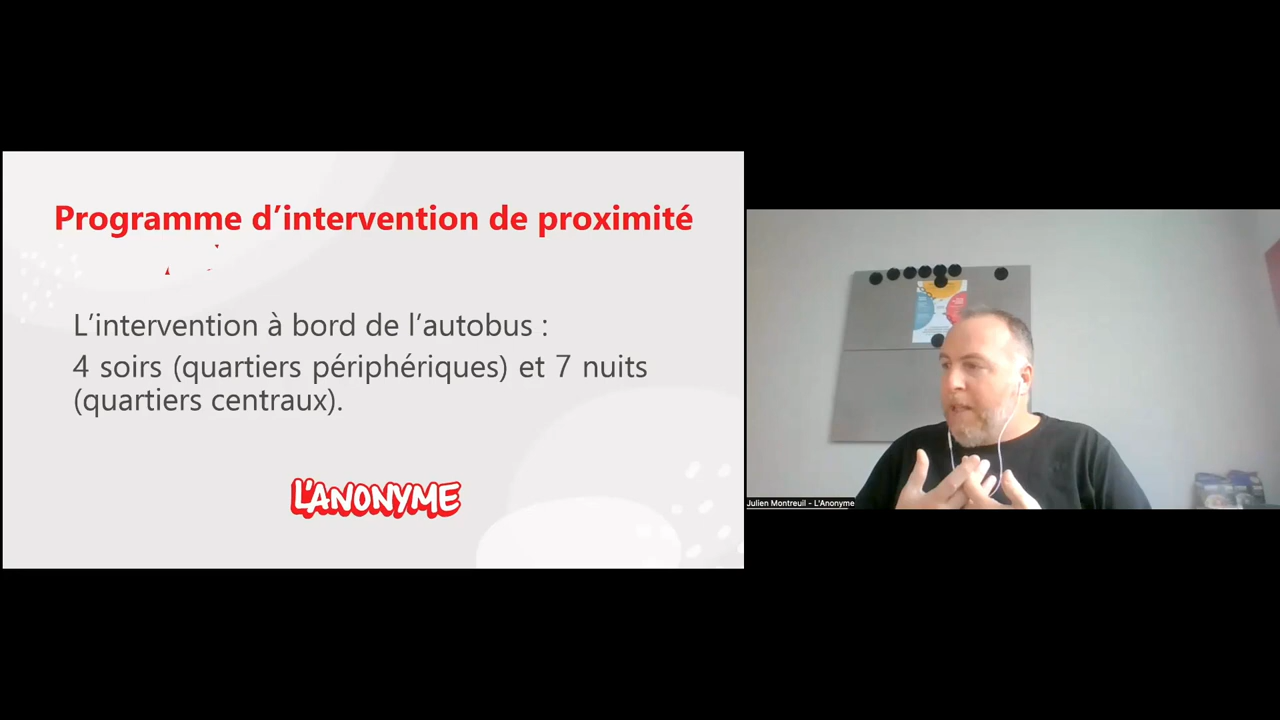 Programme d’intervention de proximité
L’intervention à bord de l’autobus :
4 soirs (quartiers périphériques) et 7 nuits
(quartiers centraux).
L'ANONYME
Julien Montreuil - L'Anonyme